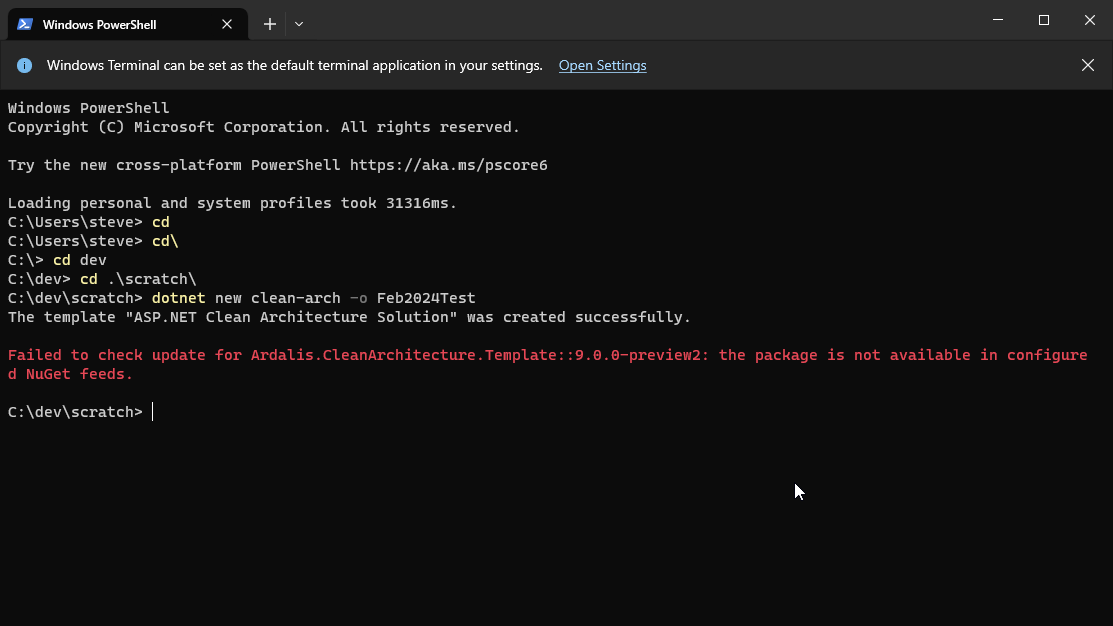 Windows PowerShell
Windows Terminal can be set as the default terminal application in your settings. Open Settings
Windows PowerShell
Copyright (C) Microsoft Corporation. All rights reserved.
Try the new cross-platform PowerShell https://aka.ms/pscore6
Loading personal and system profiles took 31316ms.
C:\Users\steve> cd
C:\Users\steve> cd\
C:\> cd dev
C:\dev> cd .\scratch\
C:\dev\scratch> dotnet new clean-arch -o Feb2024Test
The template "ASP.NET Clean Architecture Solution" was created successfully.
Failed to check update for Ardalis.CleanArchitecture.Template::9.0.0-preview2: the package is not available in configure
d NuGet feeds.
C:\dev\scratch>